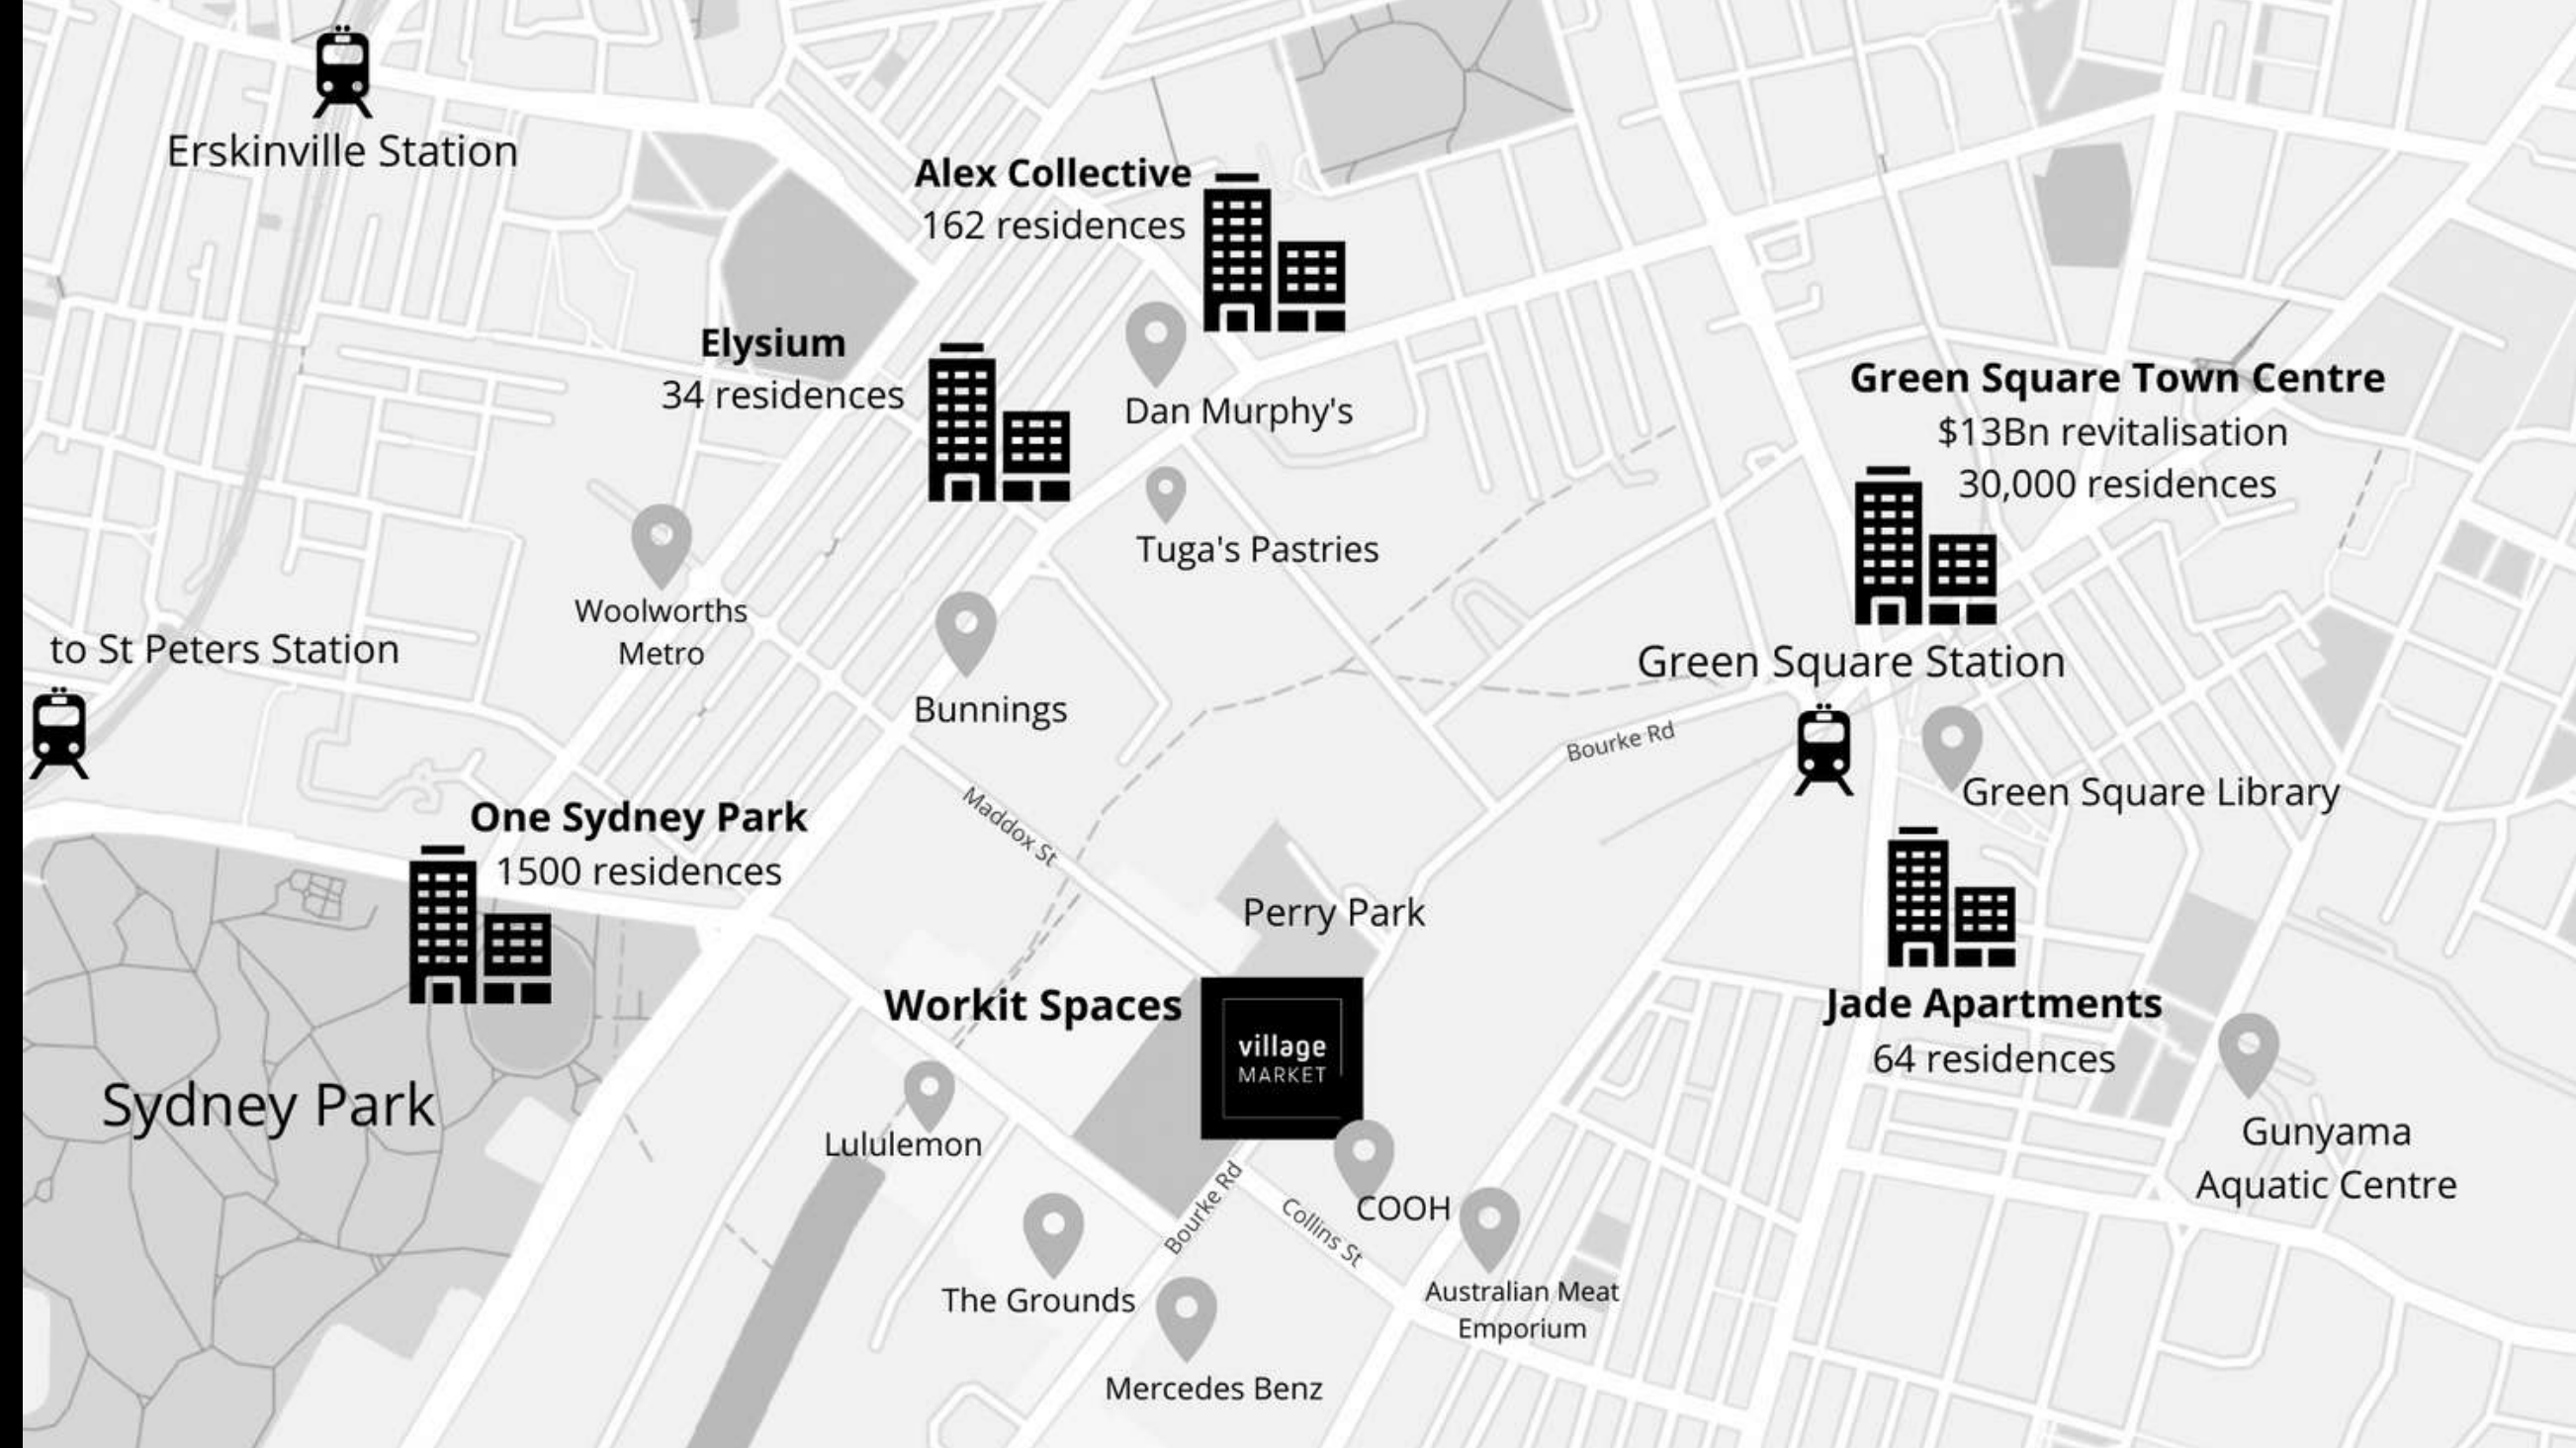 Erskinville Station
Alex Collective
162 residences
Elysium
34 residences
Dan Murphy's
Green Square Town Centre
$13Bn revitalisation
30,000 residences
Tuga's Pastries
Woolworths
Metro
to St Peters Station
Bunnings
Green Square Station
Bourke Rd
Green Square Library
Maddox St
One Sydney Park
1500 residences
Perry Park
Workit Spaces
village
MARKET
Jade Apartments
64 residences
Sydney Park
Lululemon
Gunyama
Aquatic Centre
COOH
Bourke Rd
Collins St
The Grounds
Australian Meat
Emporium
Mercedes Benz